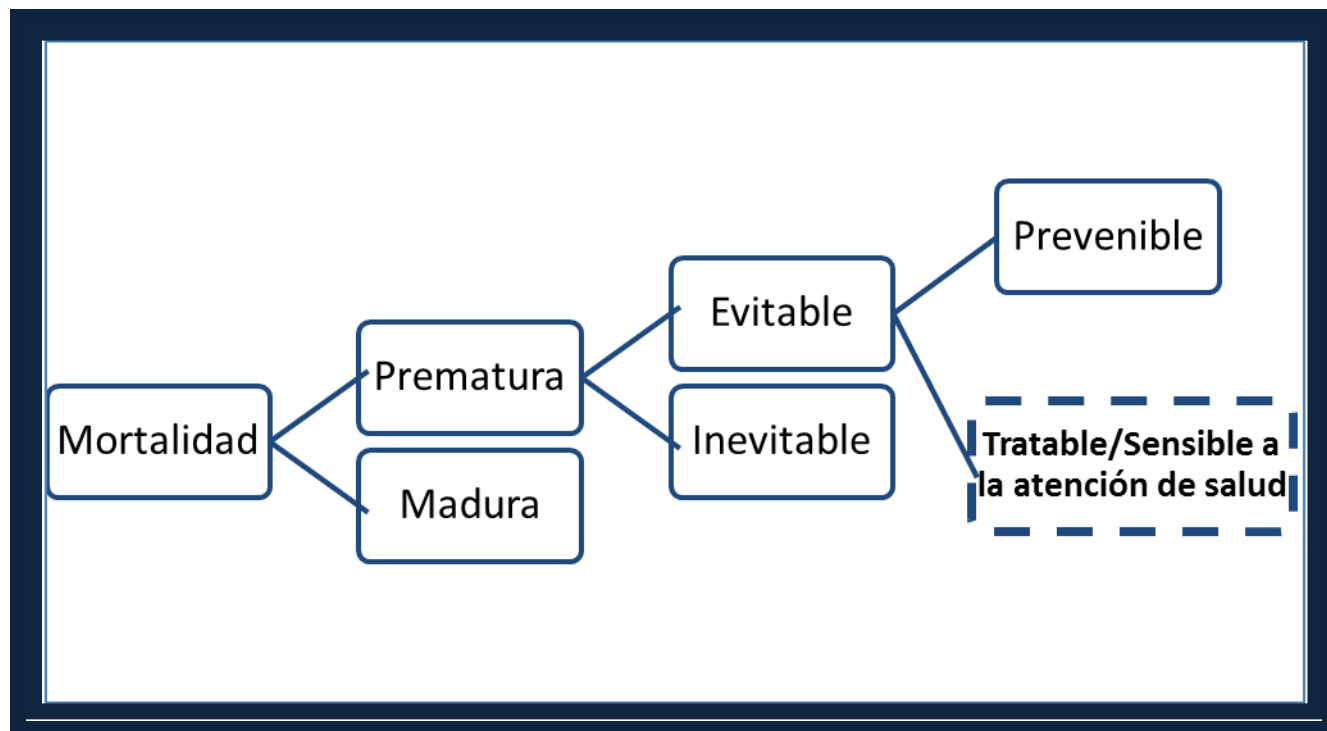 Prevenible
Evitable
Prematura
Mortalidad
Inevitable
Tratable/Sensible a
la atención de salud
Madura